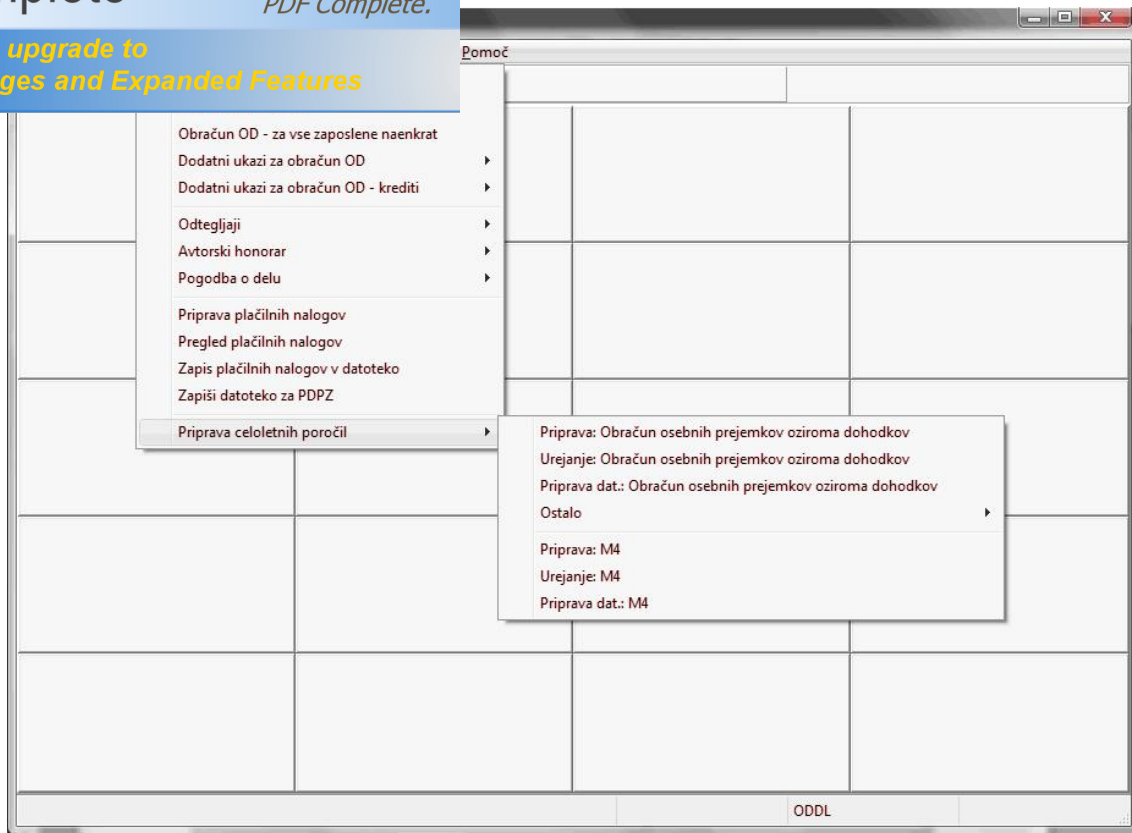 PDF Complete.
upgrade to
and Expanded Features
Pomoč
Obračun OD - za vse zaposlene naenkrat
Dodatni ukazi za obračun OD
Dodatni ukazi za obračun OD - krediti
Odtegljaji
Avtorski honorar
Pogodba o delu
Priprava plačilnih nalogov
Pregled plačilnih nalogov
Zapis plačilnih nalogov v datoteko
Zapiši datoteko za PDPZ
Priprava celoletnih poročil
Priprava: Obračun osebnih prejemkov oziroma dohodkov
Urejanje: Obračun osebnih prejemkov oziroma dohodkov
Priprava dat.: Obračun osebnih prejemkov oziroma dohodkov
Ostalo
Priprava: M4
Urejanje: M4
Priprava dat.: M4
ODDL